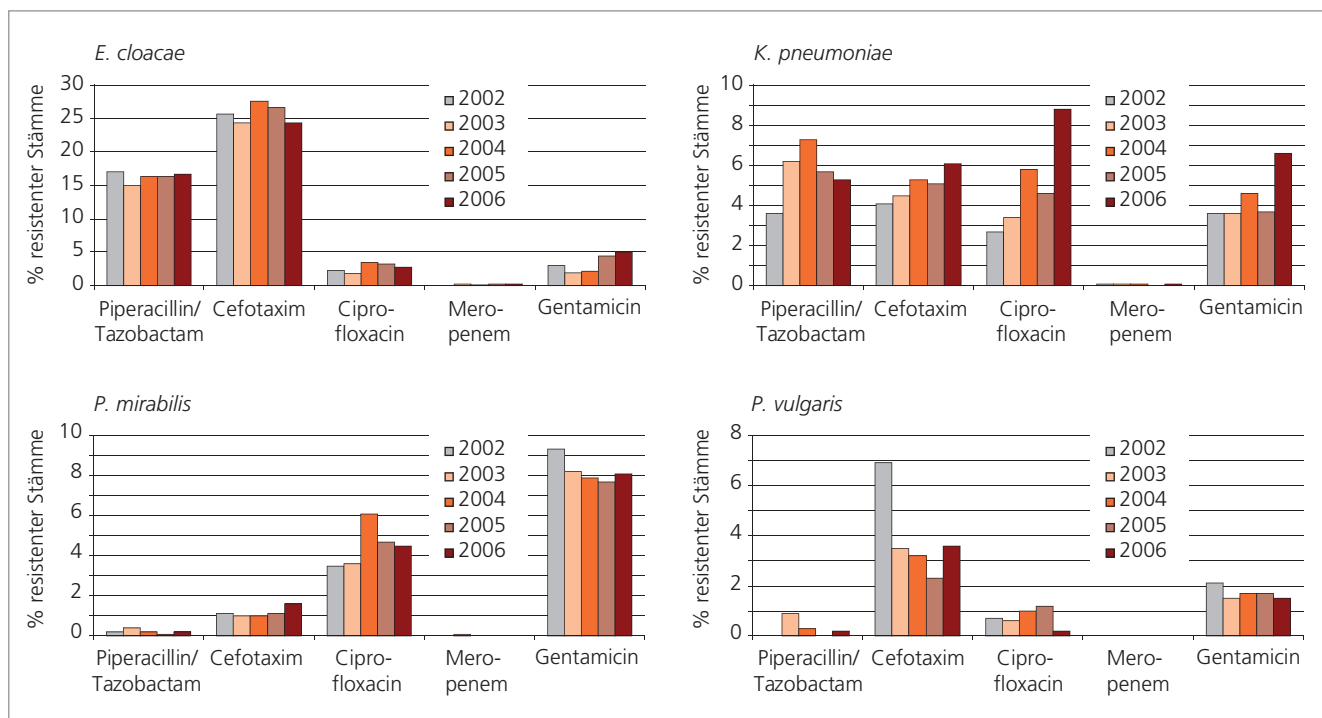 E. cloacae
% resistenter Stämme
30
25
20
15
10
5
0
2002
2003
2004
2005
2006
Piperacillin/
Tazobactam
Cefotaxim
Cipro-
floxacin
Mero-
penem
Gentamicin
K. pneumoniae
% resistenter Stämme
10
8
6
4
2
0
2002
2003
2004
2005
2006
Piperacillin/
Tazobactam
Cefotaxim
Cipro-
floxacin
Mero-
penem
Gentamicin
P. mirabilis
% resistenter Stämme
10
8
6
4
2
0
2002
2003
2004
2005
2006
Piperacillin/
Tazobactam
Cefotaxim
Cipro-
floxacin
Mero-
penem
Gentamicin
P. vulgaris
% resistenter Stämme
8
6
4
2
0
2002
2003
2004
2005
2006
Piperacillin/
Tazobactam
Cefotaxim
Cipro-
floxacin
Mero-
penem
Gentamicin